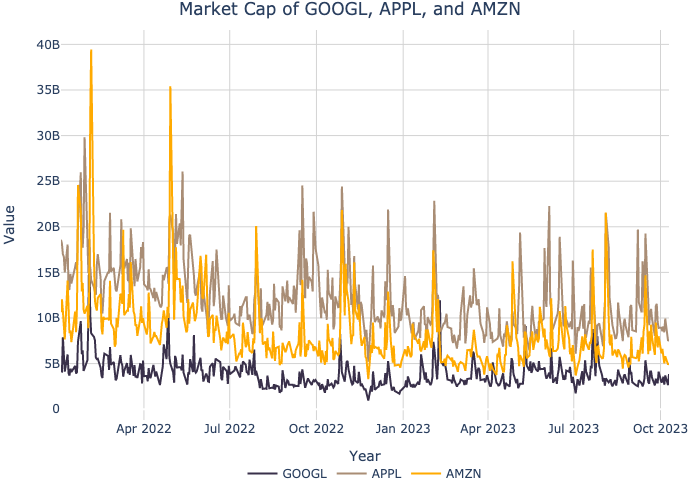 Market Cap of GOOGL, APPL, and AMZN
40B
35B
30B
25B
20B
15B
10B
5B
0
Value
Apr 2022 Jul 2022 Oct 2022 Jan 2023 Apr 2023 Jul 2023 Oct 2023
Year
GOOGL APPL AMZN